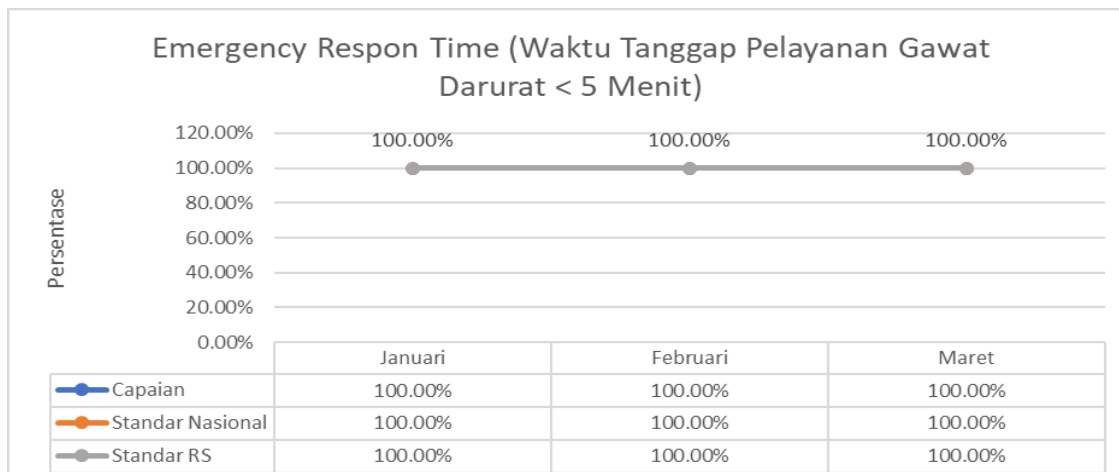 Emergency Respon Time (Waktu Tanggap Pelayanan Gawat
Darurat < 5 Menit)
Persentase
120.00%
100.00%
80.00%
60.00%
40.00%
20.00%
0.00%
100.00% 100.00% 100.00%
Januari Februari Maret
Capaian 100.00% 100.00% 100.00%
Standar Nasional 100.00% 100.00% 100.00%
Standar RS 100.00% 100.00% 100.00%